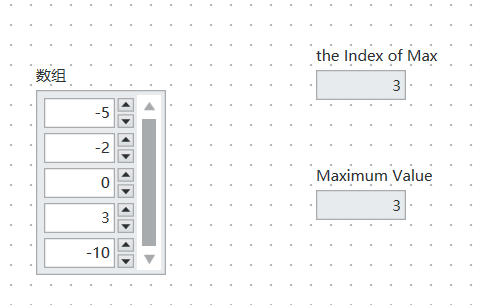 the Index of Max
3
数组
-5
-2
0
3
-10
Maximum Value
3